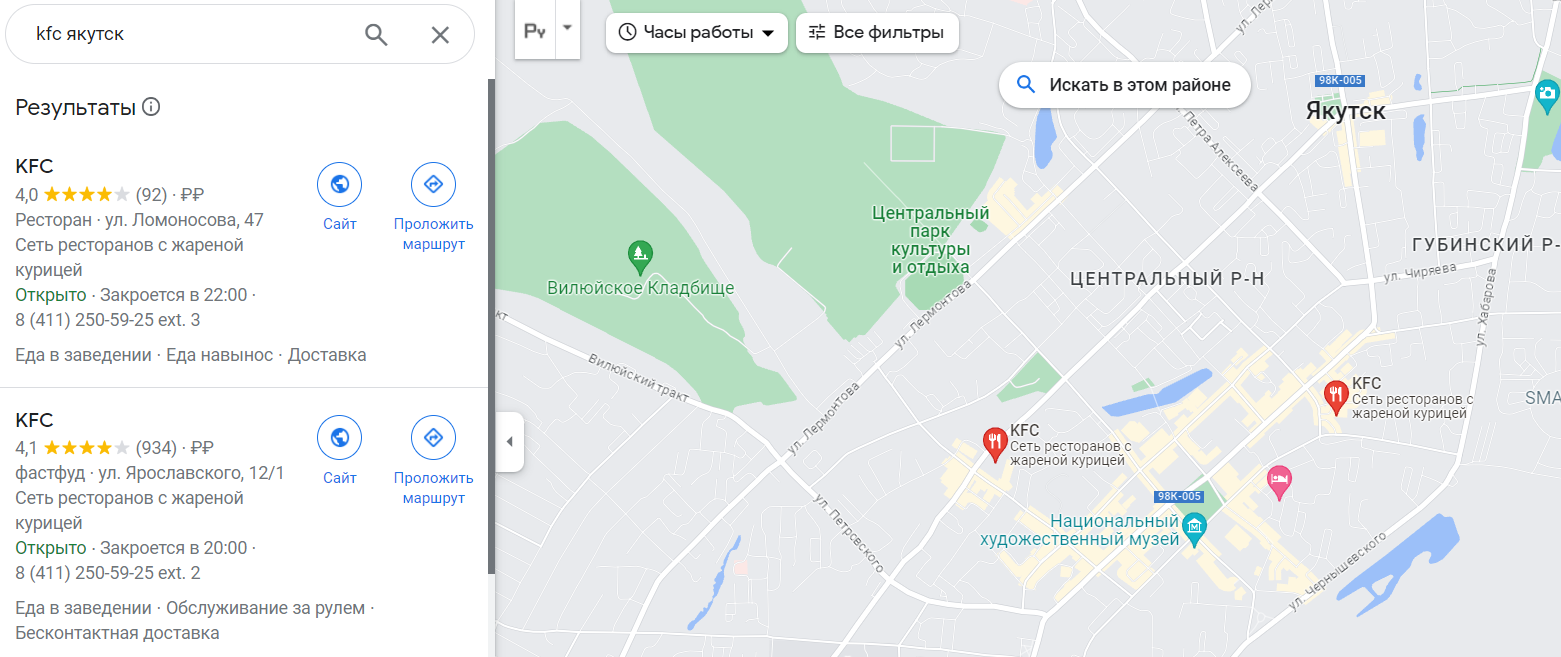 kfc якутск
Результаты
KFC
4,0 (92) · ₽₽
Ресторан · ул. Ломоносова, 47
Сеть ресторанов с жареной
курицей
Открыто · Закроется в 22:00 ·
8 (411) 250-59-25 ext. 3
Еда в заведении · Еда навынос · Доставка
Сайт
Проложить
маршрут
KFC
4,1 (934) · ₽₽
фастфуд · ул. Ярославского, 12/1
Сеть ресторанов с жареной
курицей
Открыто · Закроется в 20:00 ·
8 (411) 250-59-25 ext. 2
Еда в заведении · Обслуживание за рулем ·
Бесконтактная доставка
Сайт
Проложить
маршрут
Ру
Часы работы
Все фильтры
Искать в этом районе
ул. Лер
98К-005
Якутск
ул. Петра Алексеева
Центральный
парк
культуры
и отдыха
ГУБИНСКИЙ Р-
Вилюйское Кладбище
ЦЕНТРАЛЬНЫЙ Р-Н
ул. Чиряева
ул. Хабарова
кт
ул. Лермонтова
Вилюйский тракт
ул. Лермонтова
KFC
Сеть ресторанов с
жареной курицей
SMA
KFC
Сеть ресторанов с
жареной курицей
98К-005
Национальный
художественный музей
ул. Петровского
ул. Чернышевского